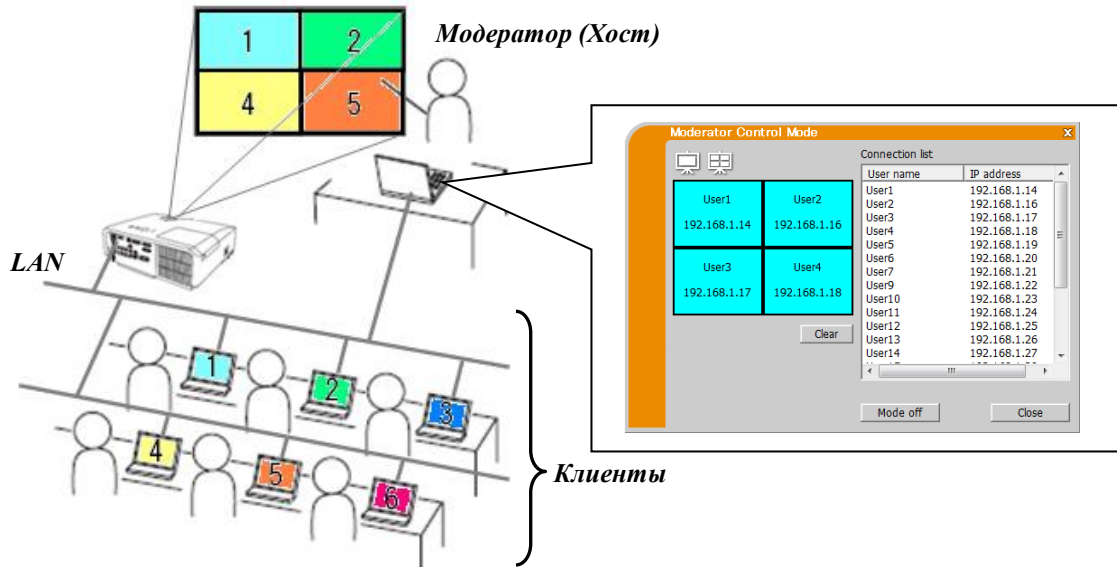 Модератор (Хост)
1
2
4
5
LAN
1
2
3
4
5
6
Клиенты
Moderator Control Mode
x
User1
192.168.1.14
User2
192.168.1.16
User3
192.168.1.17
User4
192.168.1.18
Clear
Connection list
User name IP address
User1 192.168.1.14
User2 192.168.1.16
User3 192.168.1.17
User4 192.168.1.18
User5 192.168.1.19
User6 192.168.1.20
User7 192.168.1.21
User9 192.168.1.22
User10 192.168.1.23
User11 192.168.1.24
User12 192.168.1.25
User13 192.168.1.26
User14 192.168.1.27
Mode off
Close